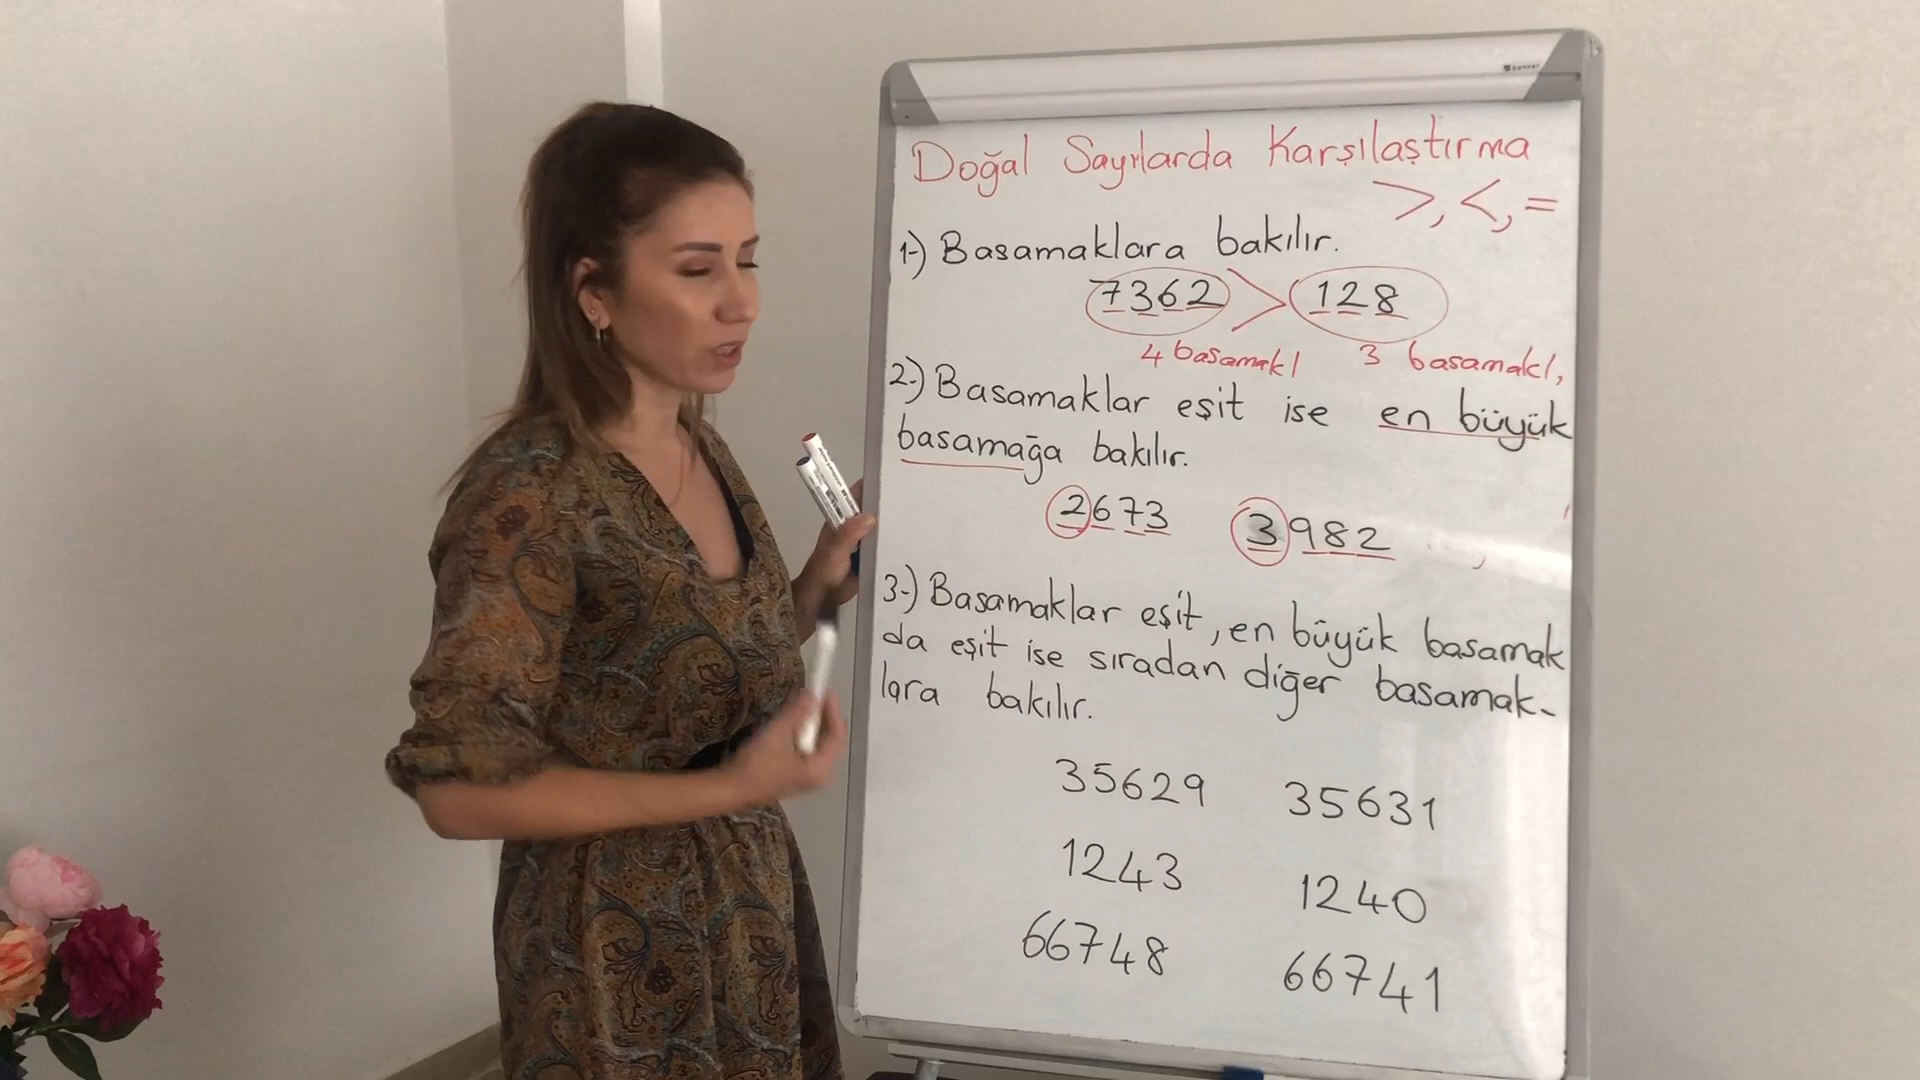 Doğal Sayılarda Karşılaştırma
>, <, =
1-) Basamaklara bakılır.
7362 > 128
4 basamakl 3 basamakl,
2-) Basamaklar eşit ise en büyük
basamağa bakılır.
2673 3982
3-) Basamaklar eşit, en büyük basamak
da eşit ise sıradan diğer basamak-
lara bakılır.
35629 35631
1243 1240
66748 66741